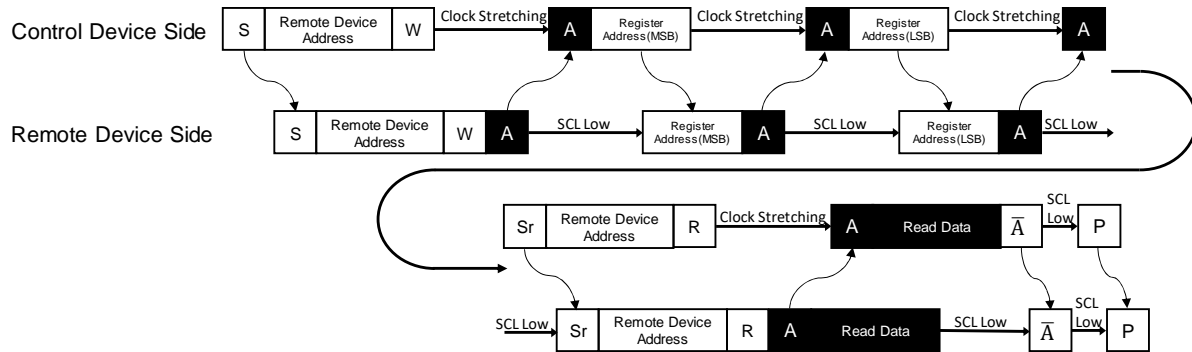 Control Device Side
S
Remote Device
Address
W
Clock Stretching
A
Register
Address(MSB)
Clock Stretching
A
Register
Address(LSB)
Clock Stretching
A
Remote Device Side
S
Remote Device
Address
W
A
SCL Low
Register
Address(MSB)
A
SCL Low
Register
Address(LSB)
A
SCL Low
Sr
Remote Device
Address
R
Clock Stretching
A
Read Data
A̅
SCL
Low
P
SCL Low
Sr
Remote Device
Address
R
A
Read Data
SCL Low
A̅
SCL
Low
P